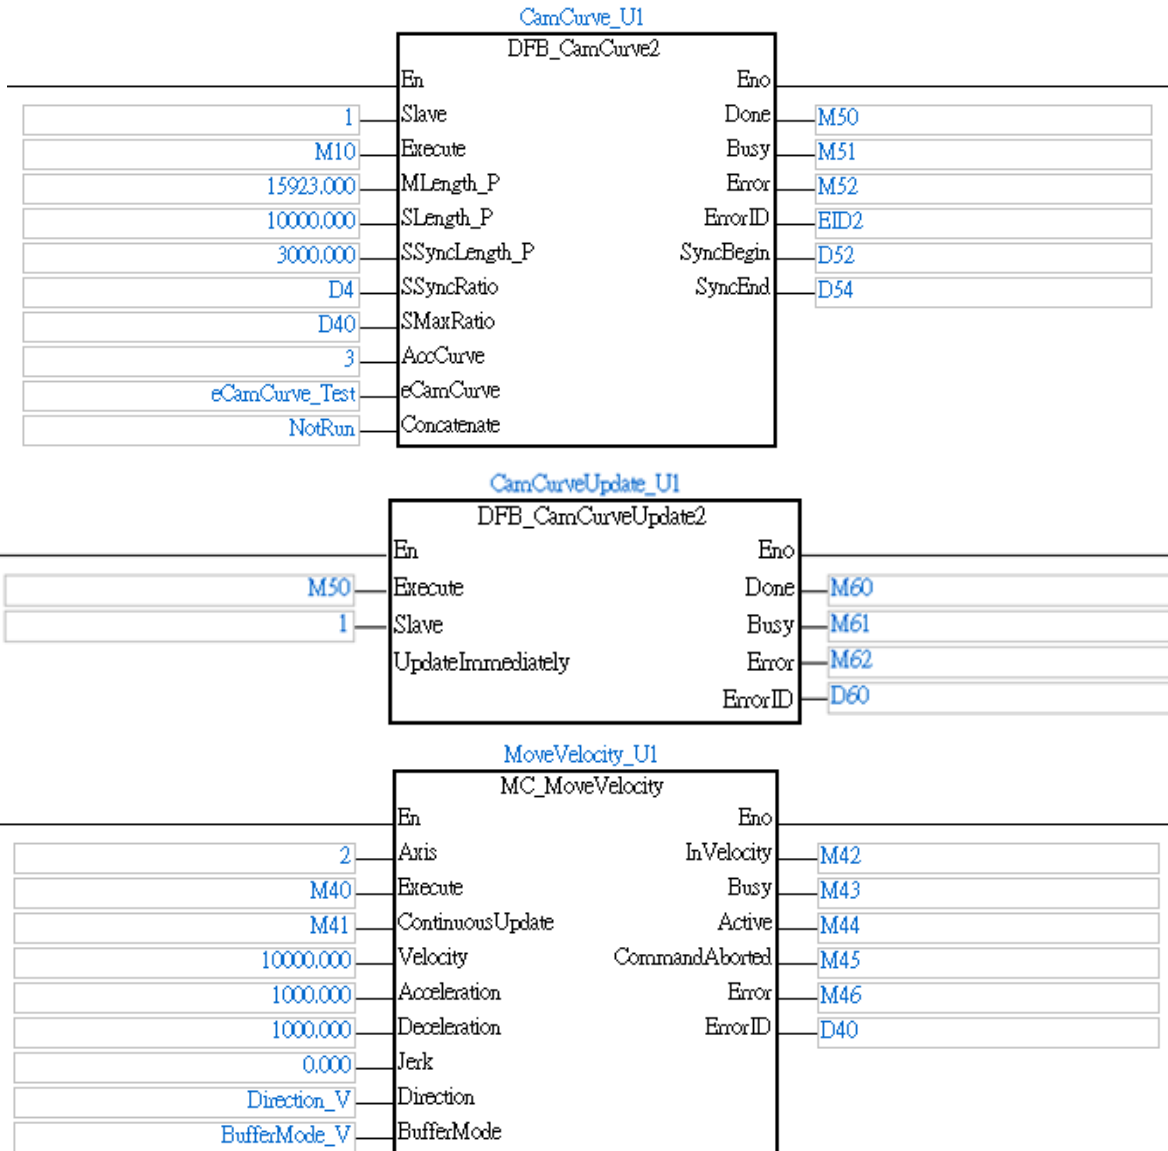 CamCurve_U1
DFB_CamCurve2
En Eno
1 Slave Done M50
M10 Execute Busy M51
15923.000 MLength_P Error M52
10000.000 SLength_P ErrorID EID2
3000.000 SSyncLength_P SyncBegin D52
D4 SSyncRatio SyncEnd D54
D40 SMaxRatio
3 AccCurve
eCamCurve_Test eCamCurve
NotRun Concatenate
CamCurveUpdate_U1
DFB_CamCurveUpdate2
En Eno
M50 Execute Done M60
1 Slave Busy M61
UpdateImmediately Error M62
ErrorID D60
MoveVelocity_U1
MC_MoveVelocity
En Eno
2 Axis InVelocity M42
M40 Execute Busy M43
M41 ContinuousUpdate Active M44
10000.000 Velocity CommandAborted M45
1000.000 Acceleration Error M46
1000.000 Deceleration ErrorID D40
0.000 Jerk
Direction_V Direction
BufferMode_V BufferMode